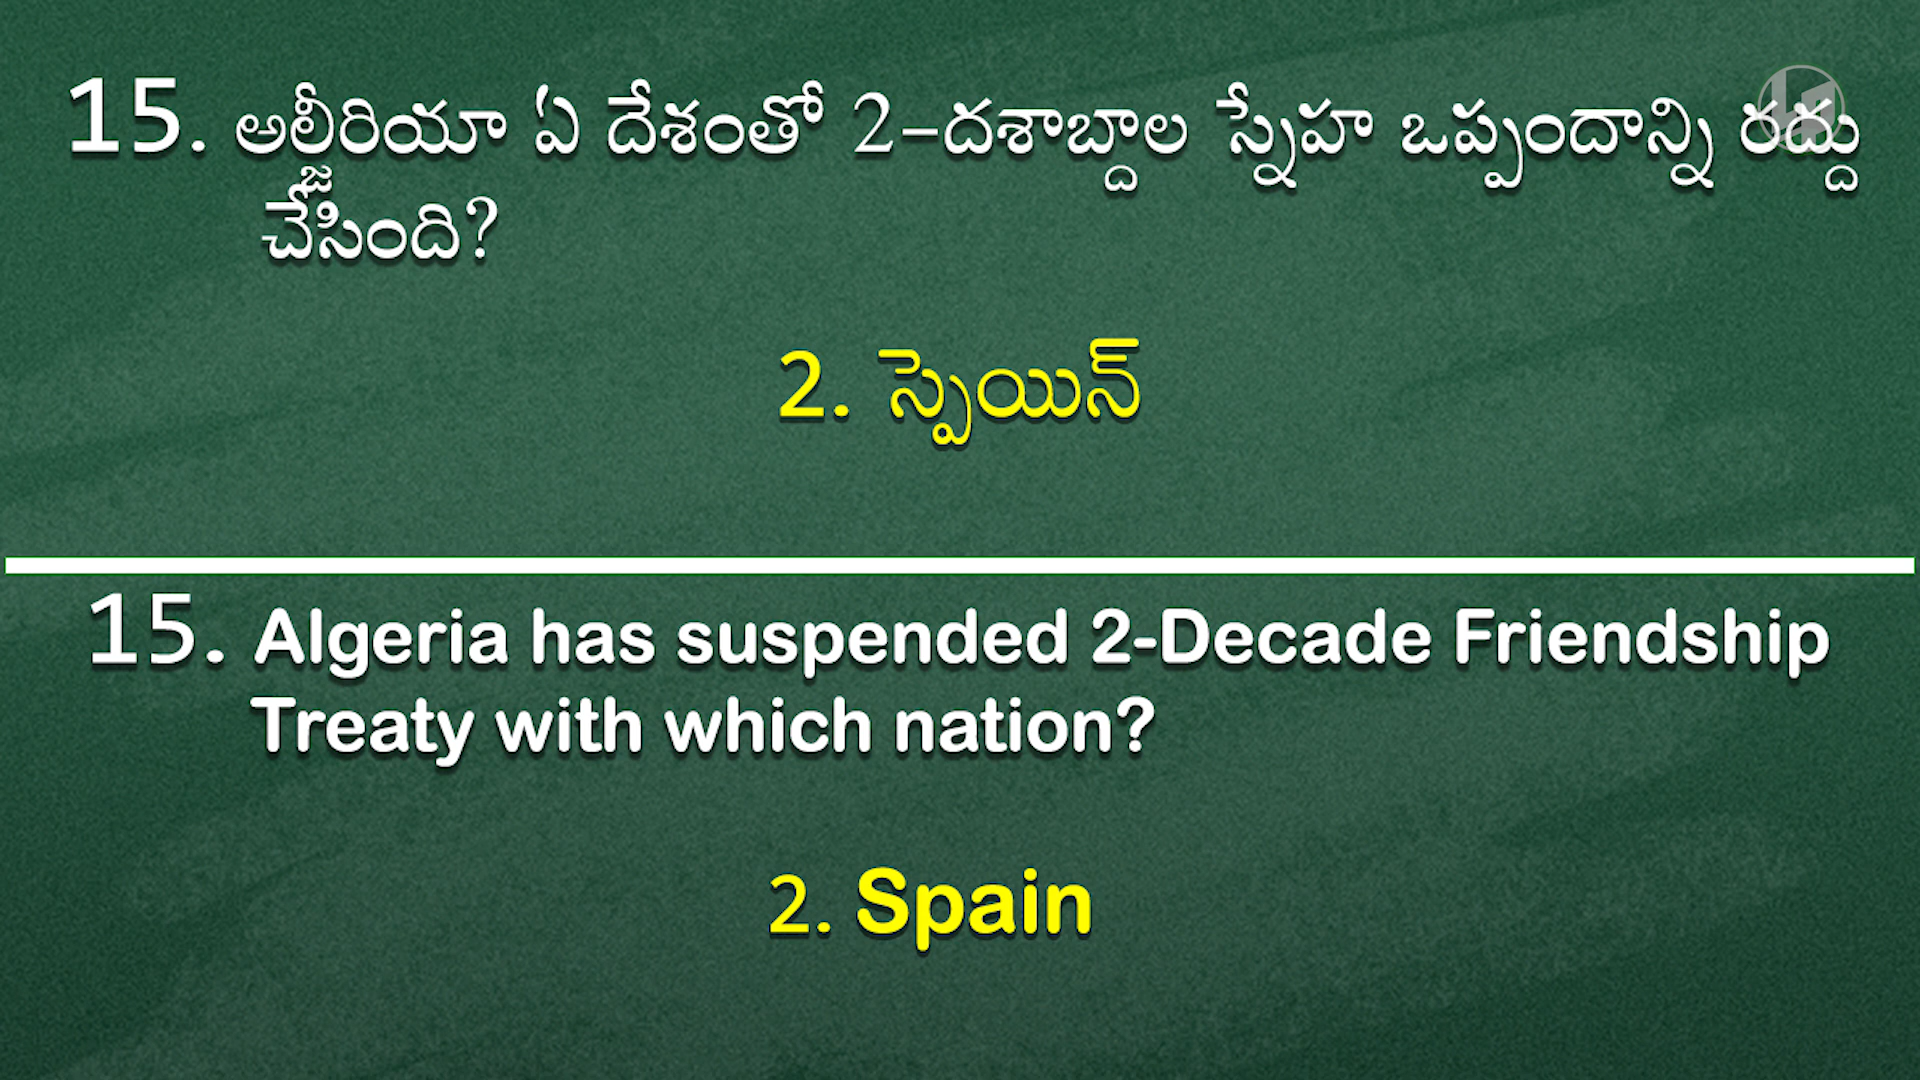 15. అల్జీరియా ఏ దేశంతో 2-దశాబ్దాల స్నేహ ఒప్పందాన్ని రద్దు
చేసింది?
2. స్పెయిన్
15. Algeria has suspended 2-Decade Friendship
Treaty with which nation?
2. Spain